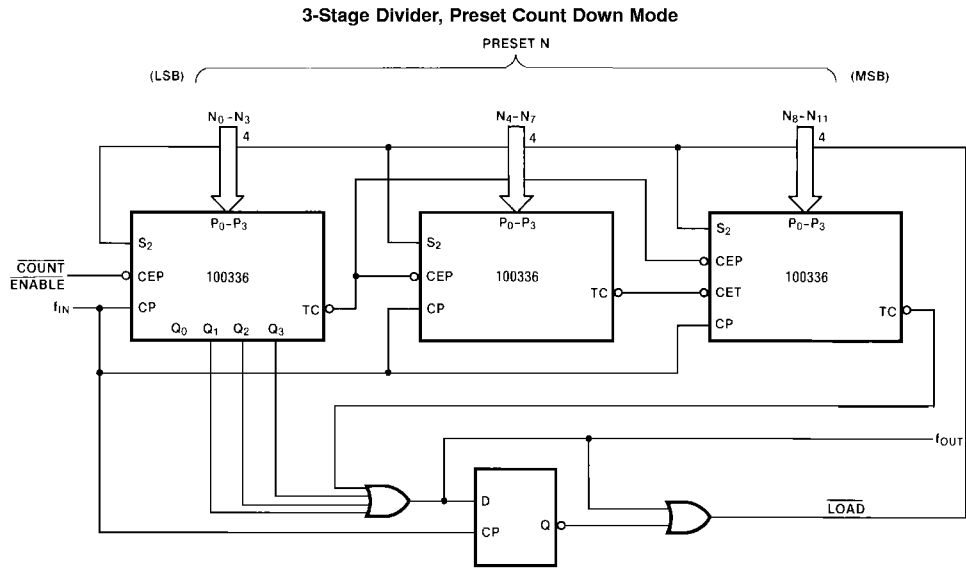 3-Stage Divider, Preset Count Down Mode
PRESET N
(LSB)
(MSB)
N0-N3
4
N4-N7
4
N8-N11
4
P0-P3
S2
CEP
100336
CP
TC
Q0 Q1 Q2 Q3
P0-P3
S2
CEP
100336
CP
TC
P0-P3
S2
CEP
100336
CET
CP
TC
COUNT
ENABLE
fIN
fOUT
D
CP
Q
LOAD